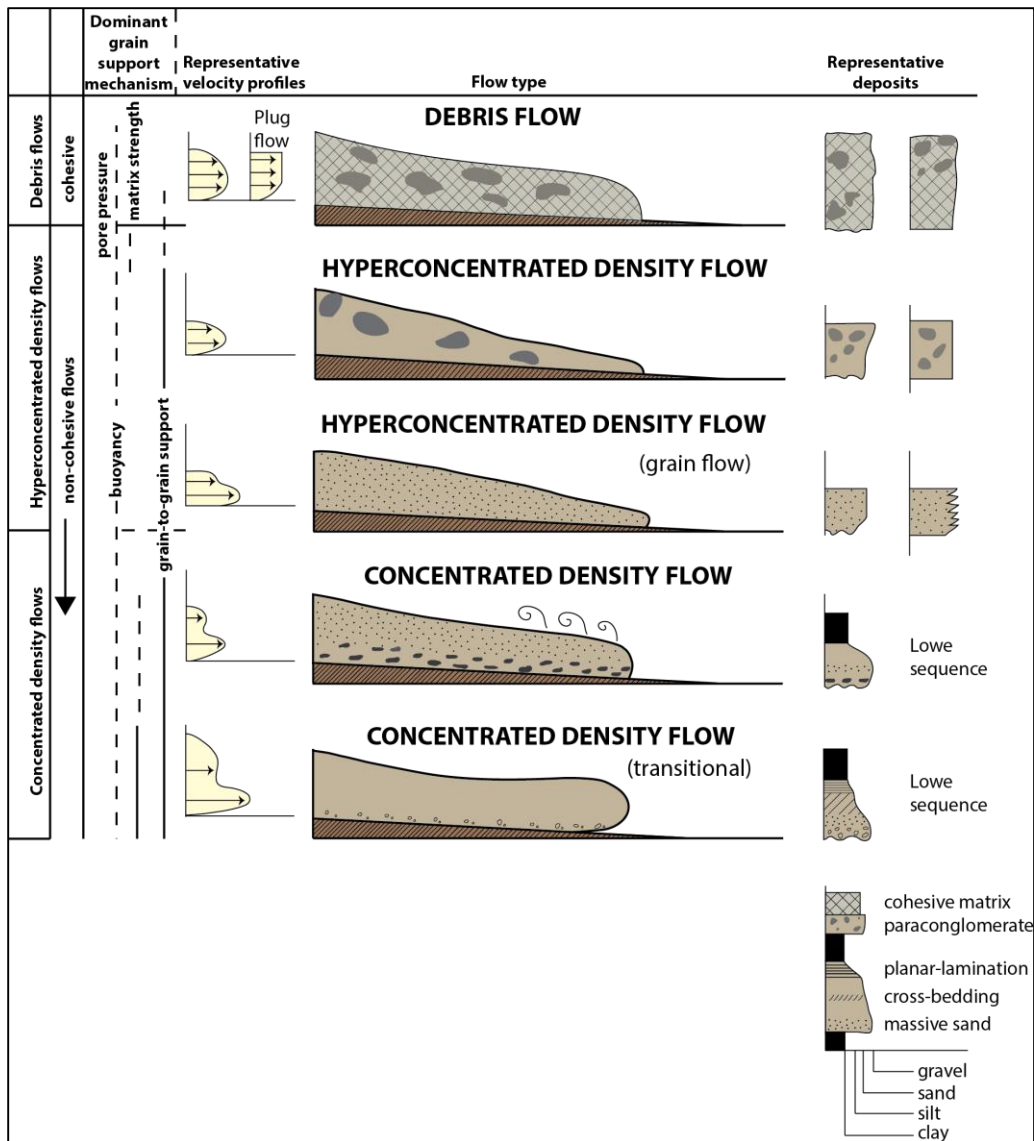 Dominant
grain
support
mechanism
Representative
velocity profiles
Flow type
Representative
deposits
Debris flows
cohesive
pore pressure
matrix strength
Plug
flow
DEBRIS FLOW
Hyperconcentrated density flows
non-cohesive flows
buoyancy
grain-to-grain support
HYPERCONCENTRATED DENSITY FLOW
HYPERCONCENTRATED DENSITY FLOW
(grain flow)
Concentrated density flows
CONCENTRATED DENSITY FLOW
Lowe
sequence
CONCENTRATED DENSITY FLOW
(transitional)
Lowe
sequence
cohesive matrix
paraconglomerate
planar-lamination
cross-bedding
massive sand
gravel
sand
silt
clay